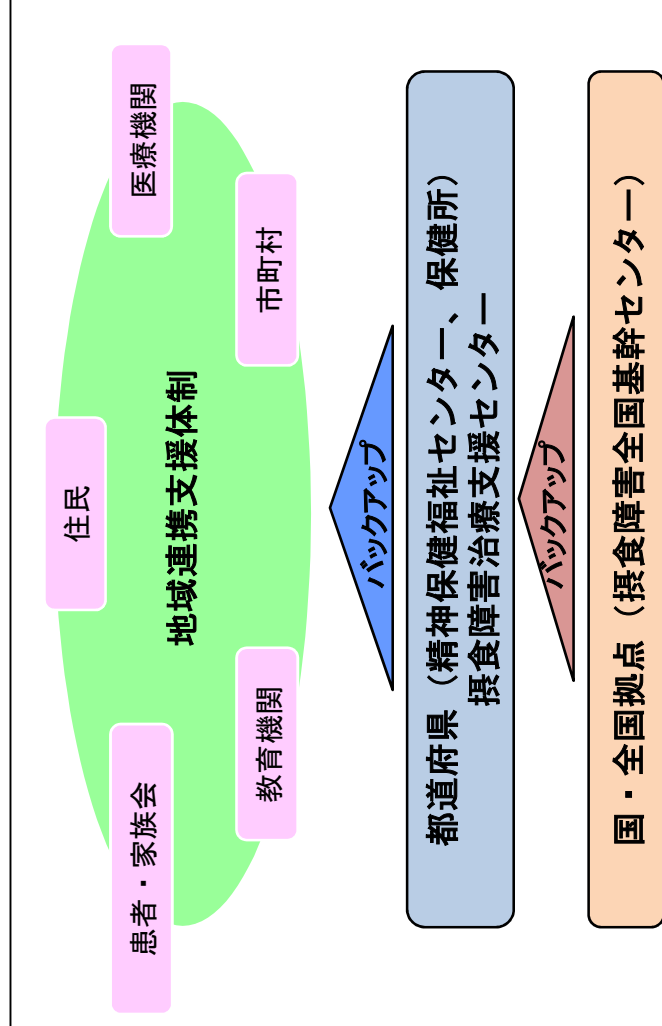 住民
患者・家族会
医療機関
地域連携支援体制
教育機関
市町村
バックアップ
都道府県（精神保健福祉センター、保健所）
摂食障害治療支援センター
バックアップ
国・全国拠点（摂食障害全国基幹センター）